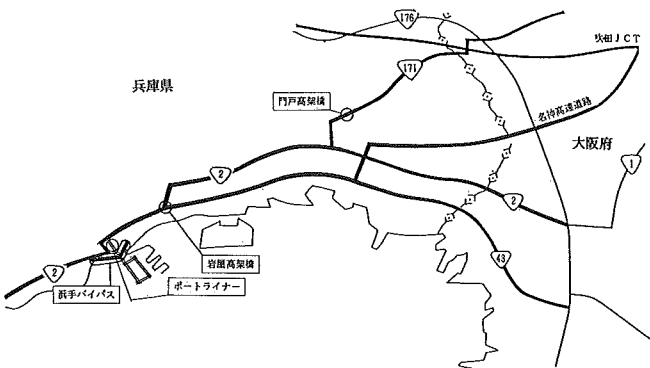 176
吹田JCT
171
兵庫県
門戸高架橋
名神高速道路
大阪府
1
2
2
43
岩屋高架橋
2
ポートライナー
浜手バイパス